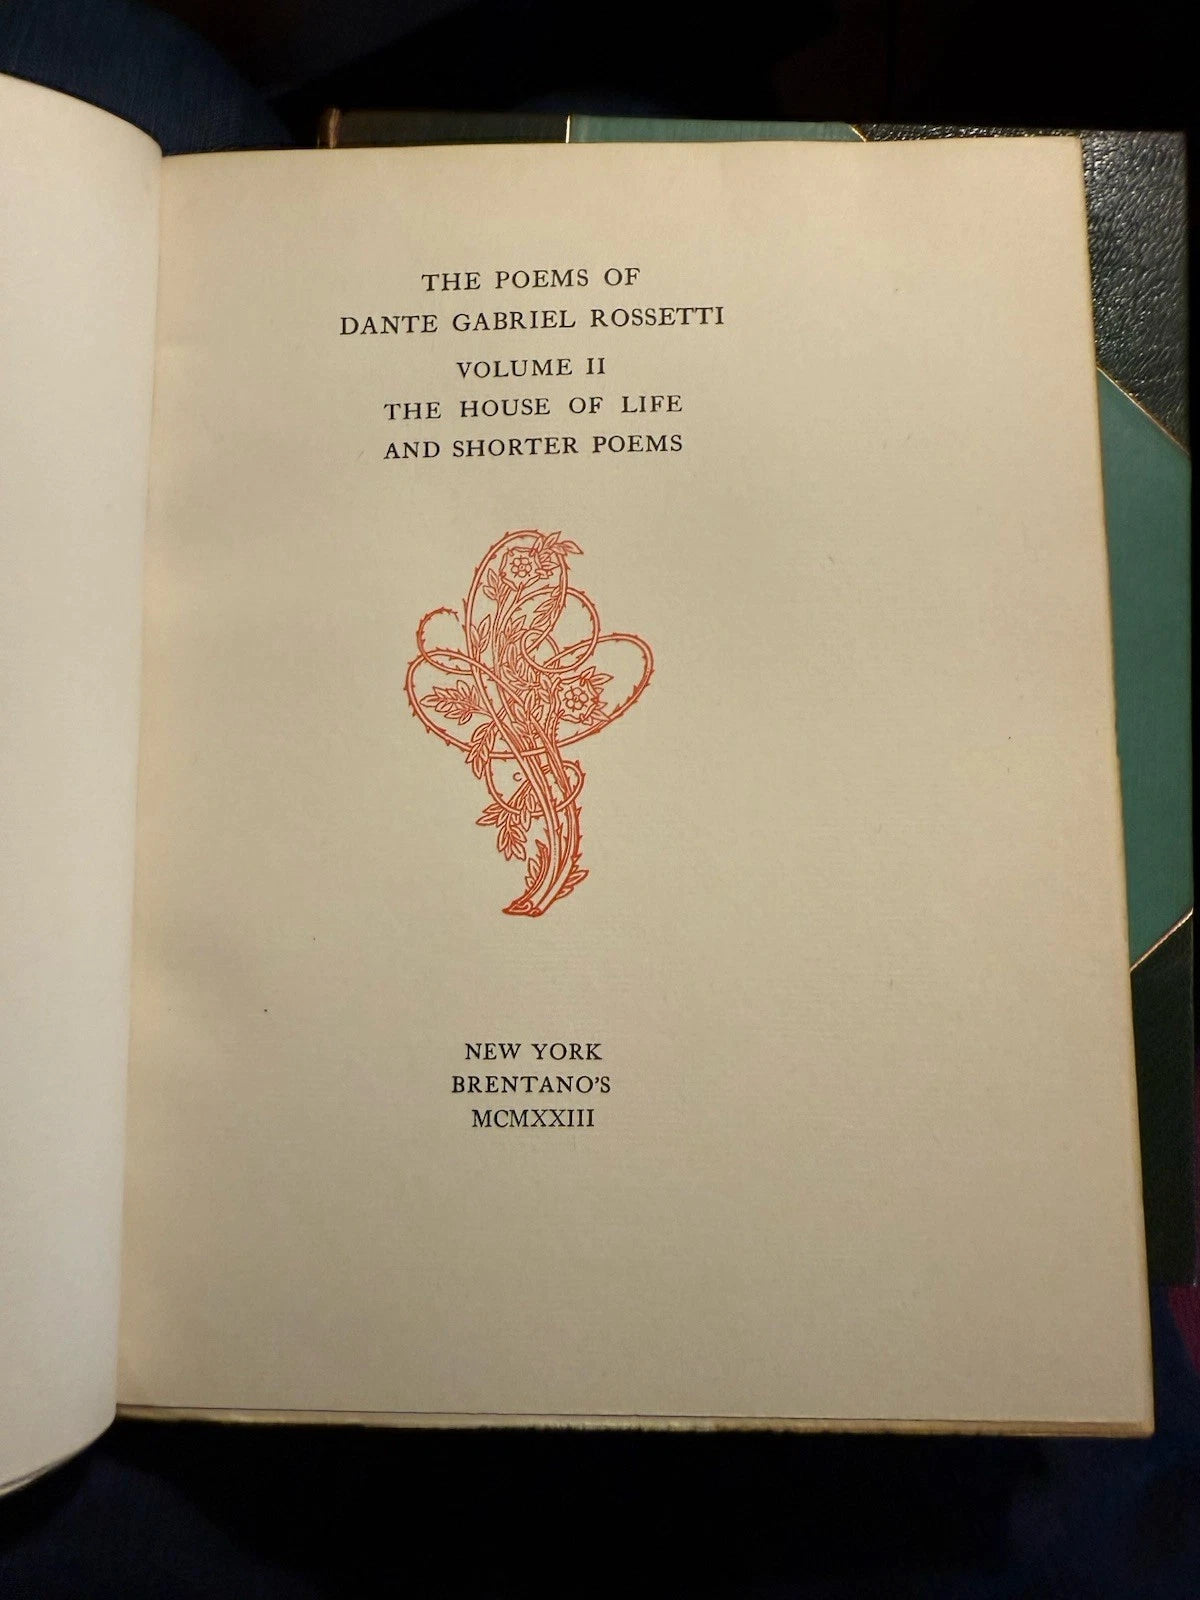 THE POEMS OF
DANTE GABRIEL ROSSETTI
VOLUME II
THE HOUSE OF LIFE
AND SHORTER POEMS
NEW YORK
BRENTANO'S
MCMXXIII